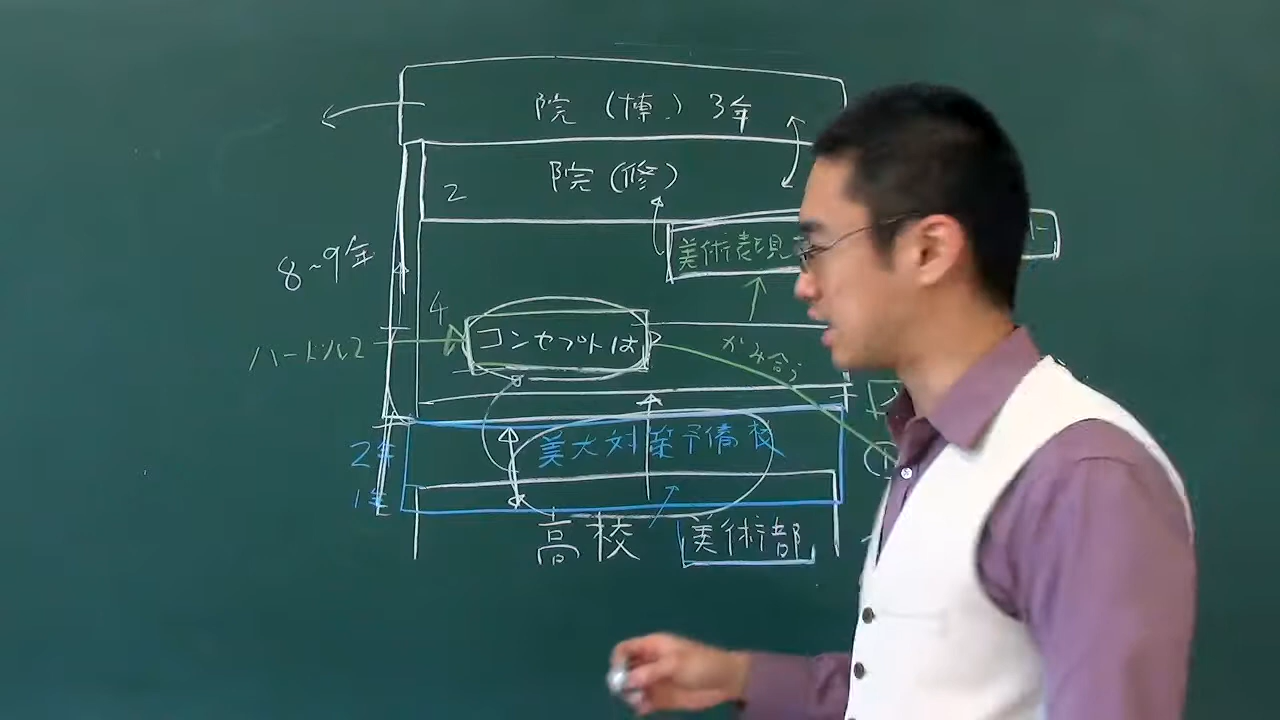 院(博)3年
2 院(修)
美術表現
8~9年
4
コンセプトは?
ハードル2
かみ合う
2年 美大対策予備校
1年
高校 美術部